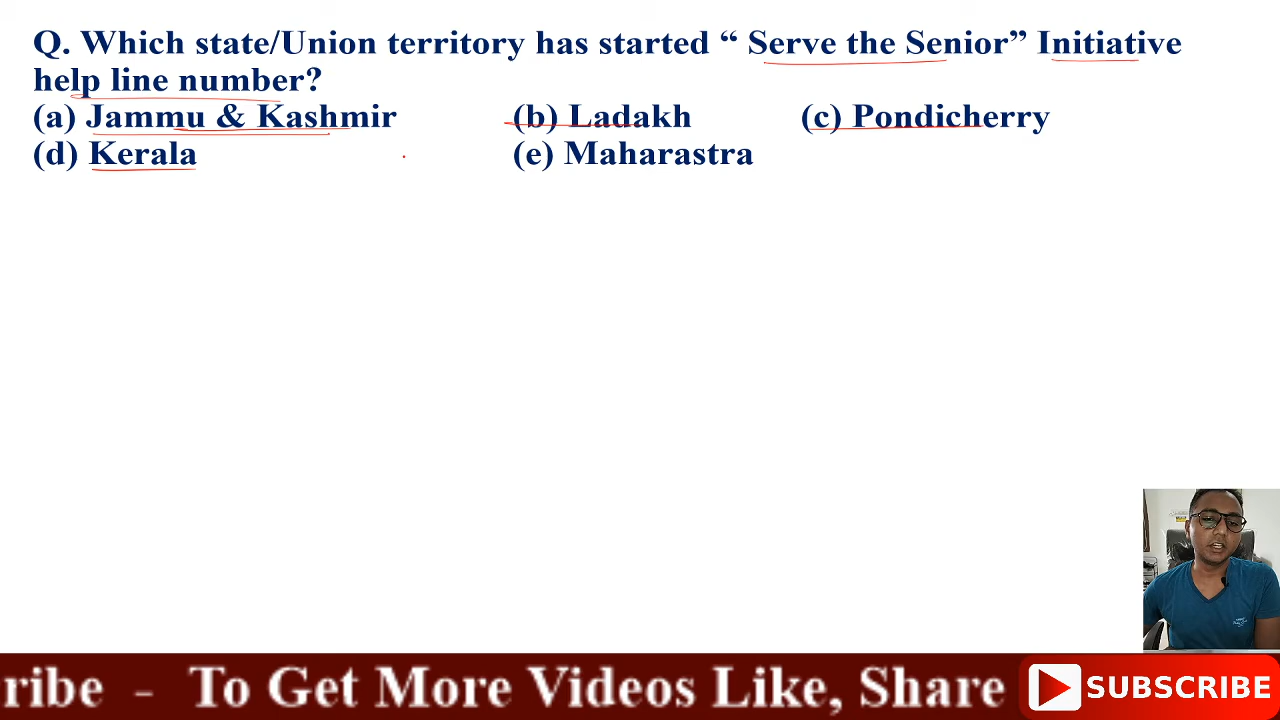 Q. Which state/Union territory has started “ Serve the Senior” Initiative
help line number?
(a) Jammu & Kashmir (b) Ladakh (c) Pondicherry
(d) Kerala (e) Maharastra
ribe - To Get More Videos Like, Share
SUBSCRIBE